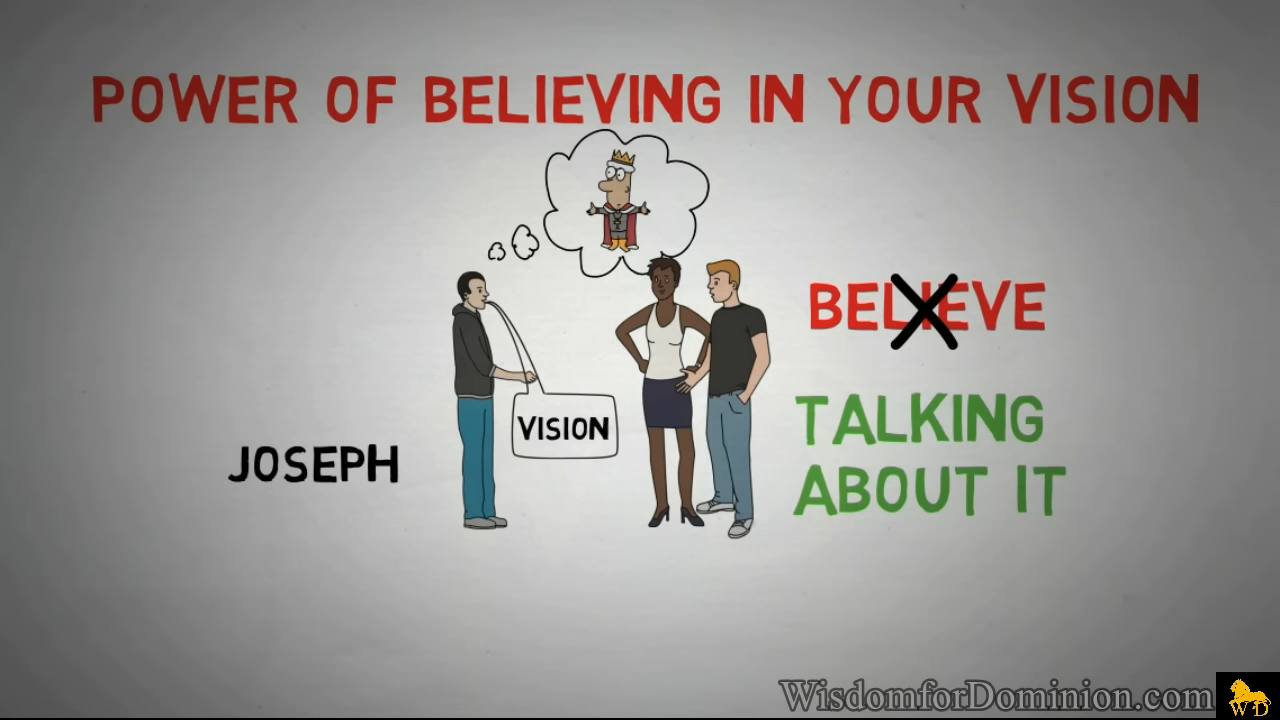 POWER OF BELIEVING IN YOUR VISION
BELIEVE
VISION
TALKING
ABOUT IT
JOSEPH
WisdomforDominion.com
WD